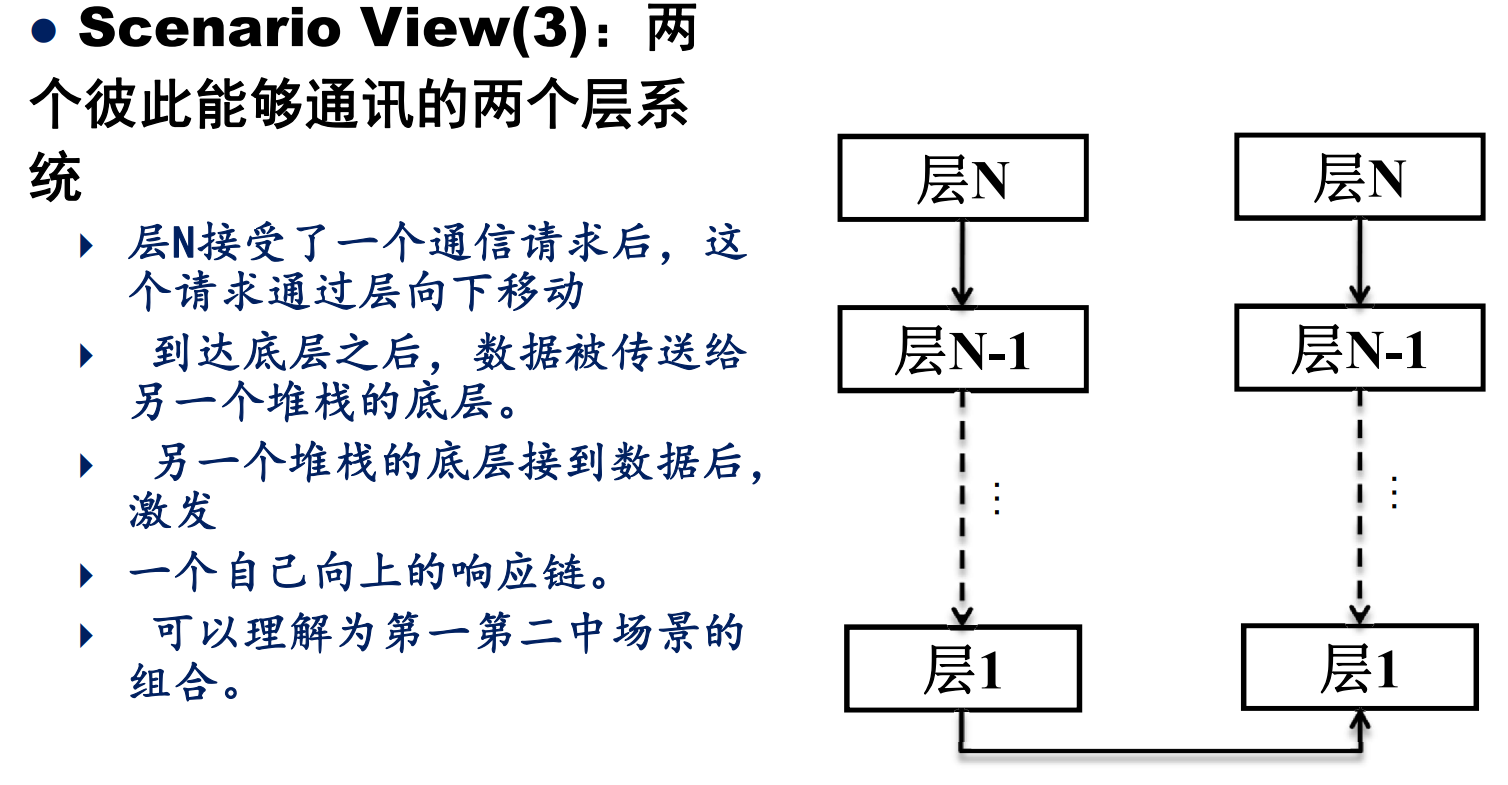 ● Scenario View(3)：两
个彼此能够通讯的两个层系
统
层N接受了一个通信请求后，这
个请求通过层向下移动
到达底层之后，数据被传送给
另一个堆栈的底层。
另一个堆栈的底层接到数据后，
激发
一个自己向上的响应链。
可以理解为第一第二中场景的
组合。
层N
层N-1
⋮
层1
层N
层N-1
⋮
层1